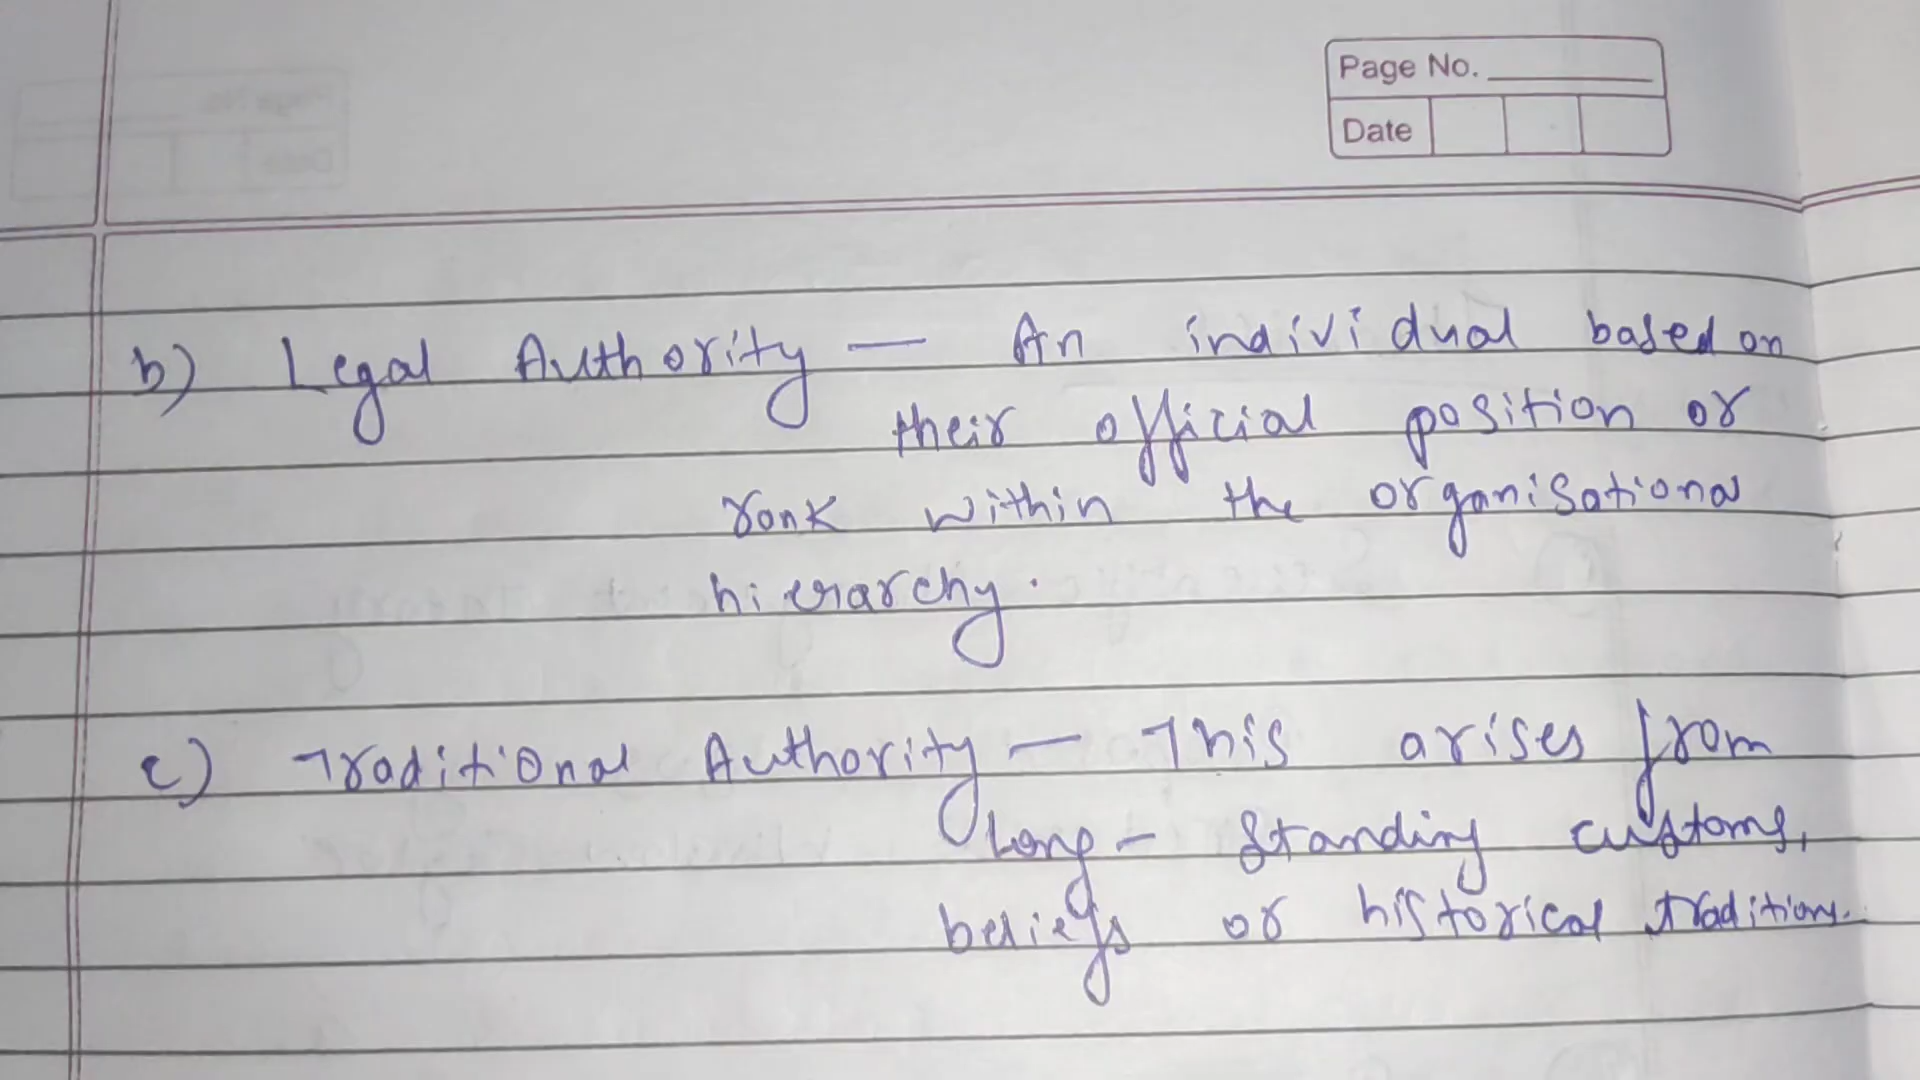 Page No.
Date
b) Legal Authority — An individual based on
their official position or
rank within the organisational
hierarchy.
c) Traditional Authority — This arises from
Long - standing customs,
beliefs or historical traditions.